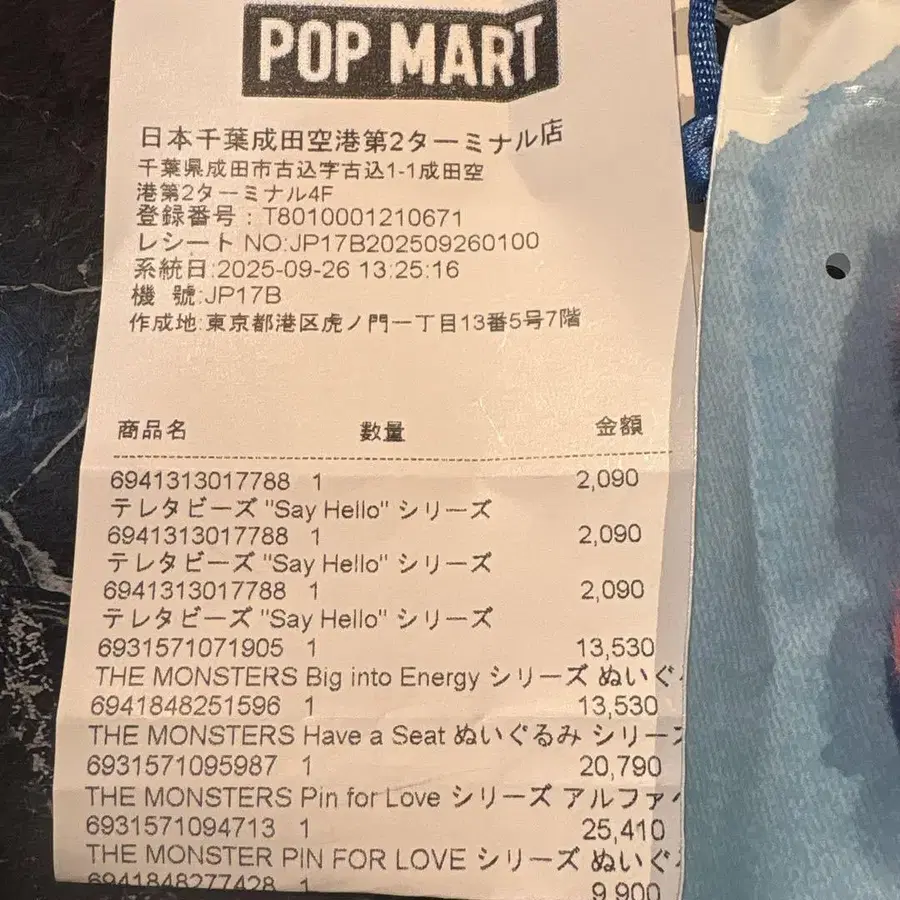 POP MART
日本千葉成田空港第2ターミナル店
千葉県成田市古込字古込1-1成田空
港第2ターミナル4F
登録番号：T8010001210671
レシート NO:JP17B202509260100
系統日:2025-09-26 13:25:16
機 號:JP17B
作成地:東京都港区虎ノ門一丁目13番5号7階
商品名 数量 金額
6941313017788 1 2,090
テレタビーズ "Say Hello" シリーズ
6941313017788 1 2,090
テレタビーズ "Say Hello" シリーズ
6941313017788 1 2,090
テレタビーズ "Say Hello" シリーズ
6931571071905 1 13,530
THE MONSTERS Big into Energy シリーズ ぬいぐ
6941848251596 1 13,530
THE MONSTERS Have a Seat ぬいぐるみ シリーズ
6931571095987 1 20,790
THE MONSTERS Pin for Love シリーズ アルファ
6931571094713 1 25,410
THE MONSTER PIN FOR LOVE シリーズ ぬいぐ
6941848277428 1 9,900